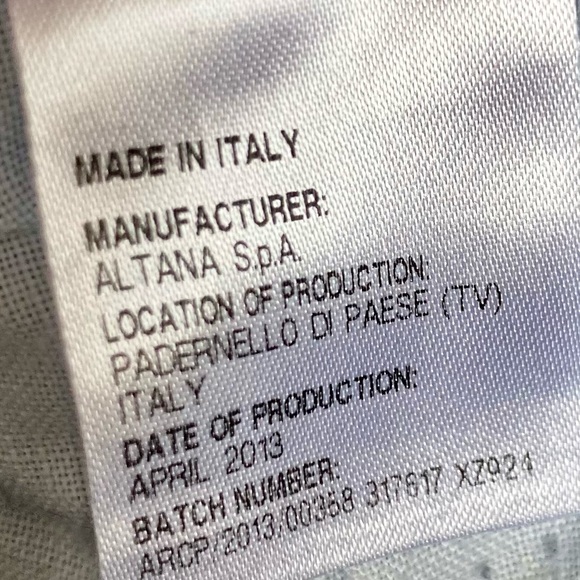 MADE IN ITALY
MANUFACTURER:
ALTANA S.p.A.
LOCATION OF PRODUCTION:
PADERNELLO DI PAESE (TV)
ITALY
DATE OF PRODUCTION:
APRIL 2013
BATCH NUMBER:
ARCP/2013/00358 317617 XZ924